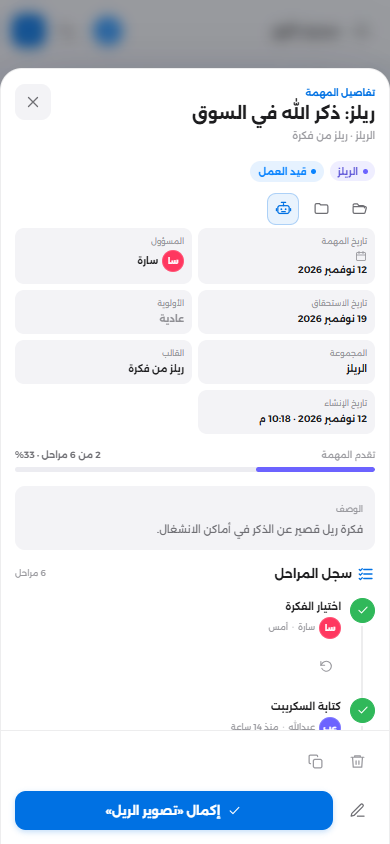 تفاصيل المهمة
ريلز: ذكر الله في السوق
الريلز · ريلز من فكرة
الريلز
قيد العمل
تاريخ المهمة
12 نوفمبر 2026
المسؤول
سا سارة
تاريخ الاستحقاق
19 نوفمبر 2026
الأولوية
عادية
المجموعة
الريلز
القالب
ريلز من فكرة
تاريخ الإنشاء
12 نوفمبر 2026 · 10:18 م
تقدم المهمة
2 من 6 مراحل · 33%
الوصف
فكرة ريل قصير عن الذكر في أماكن الانشغال.
سجل المراحل
6 مراحل
اختيار الفكرة
سا سارة · أمس
كتابة السكريبت
عبدالله · منذ 14 ساعة
إكمال «تصوير الريل»